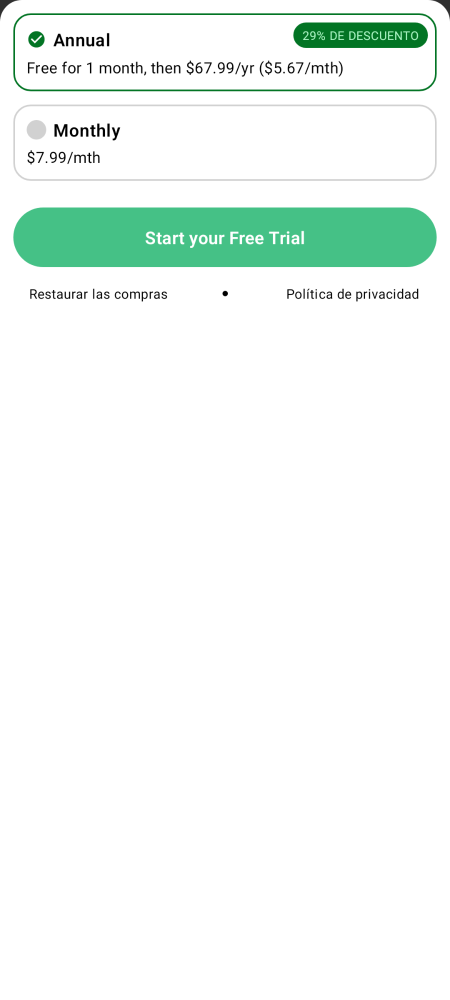 Annual
29% DE DESCUENTO
Free for 1 month, then $67.99/yr ($5.67/mth)
Monthly
$7.99/mth
Start your Free Trial
Restaurar las compras • Política de privacidad